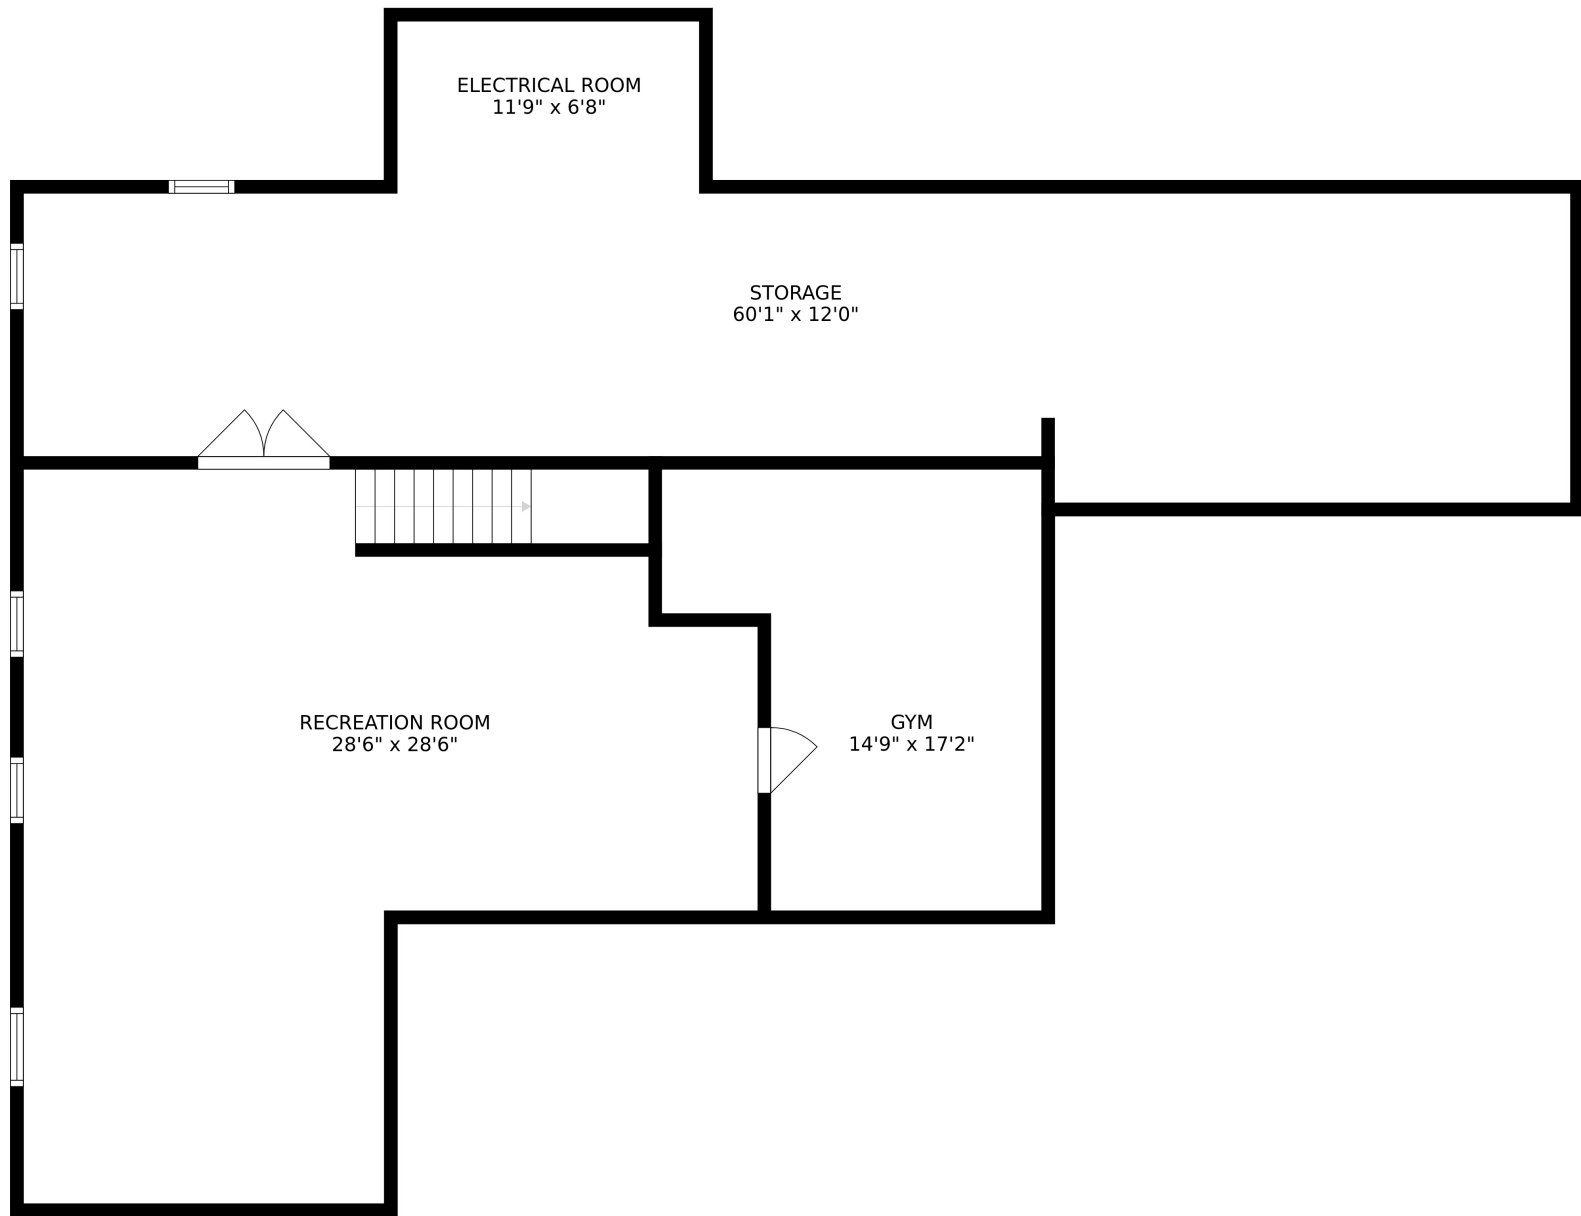 ELECTRICAL ROOM
11'9" x 6'8"
STORAGE
60'1" x 12'0"
RECREATION ROOM
28'6" x 28'6"
GYM
14'9" x 17'2"